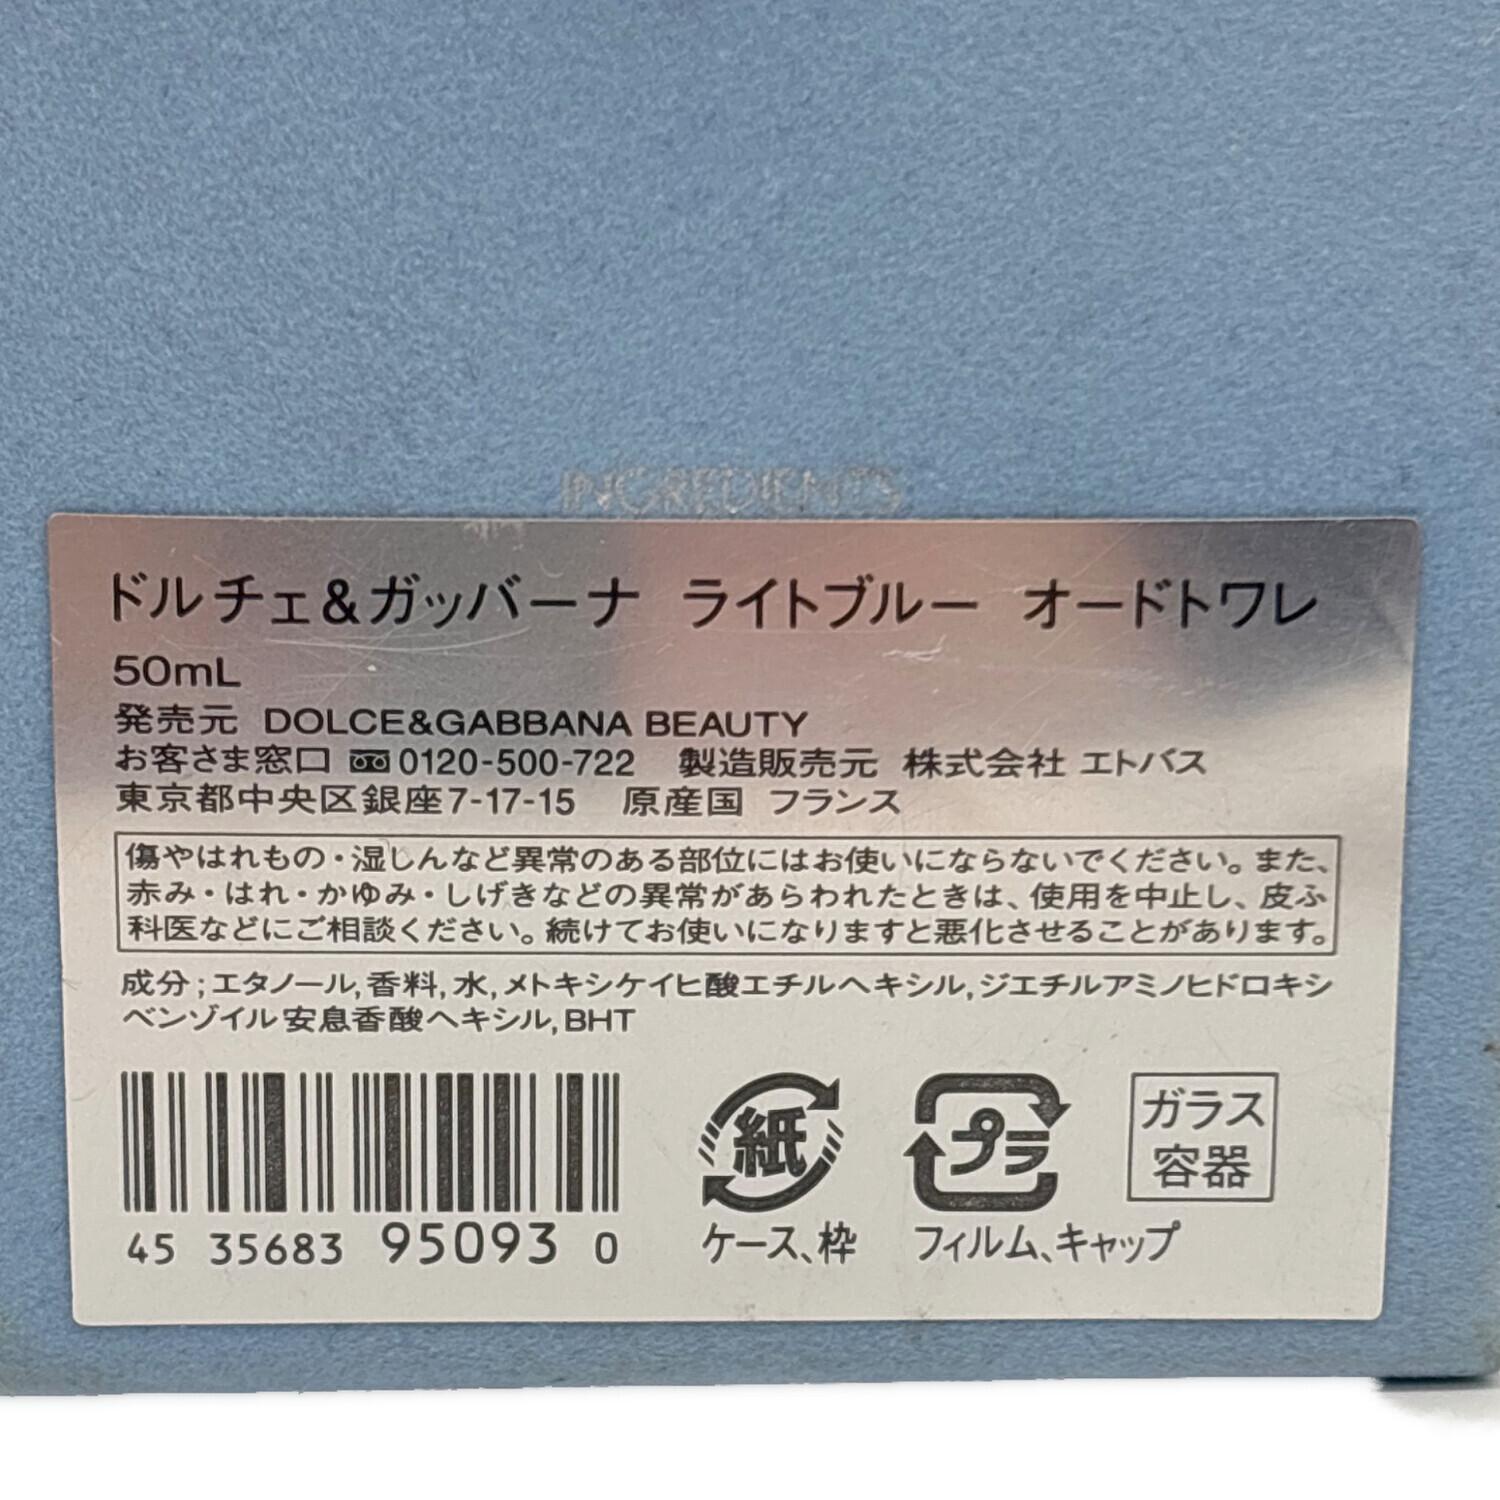 INGREDIENTS
ドルチェ&ガッバーナ ライトブルー オードトワレ
50mL
発売元 DOLCE&GABBANA BEAUTY
お客さま窓口 0120-500-722 製造販売元 株式会社 エトバス
東京都中央区銀座7-17-15 原産国 フランス
傷やはれもの・湿しんなど異常のある部位にはお使いにならないでください。また、
赤み・はれ・かゆみ・しげきなどの異常があらわれたときは、使用を中止し、皮ふ
科医などにご相談ください。続けてお使いになりますと悪化させることがあります。
成分;エタノール,香料,水,メトキシケイヒ酸エチルヘキシル,ジエチルアミノヒドロキシ
ベンゾイル安息香酸ヘキシル,BHT
紙
プラ
ガラス
容器
45 35683 95093 0
ケース、枠
フィルム、キャップ